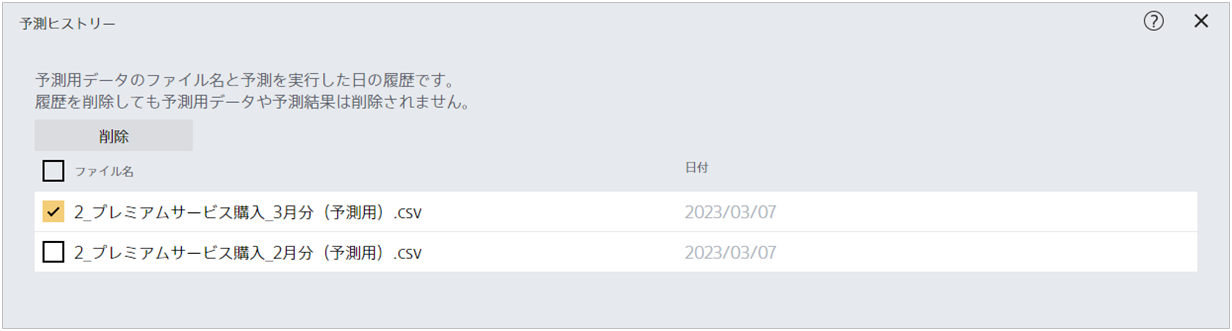 予測ヒストリー
予測用データのファイル名と予測を実行した日の履歴です。
履歴を削除しても予測用データや予測結果は削除されません。
削除
ファイル名 日付
2_プレミアムサービス購入_3月分（予測用）.csv 2023/03/07
2_プレミアムサービス購入_2月分（予測用）.csv 2023/03/07